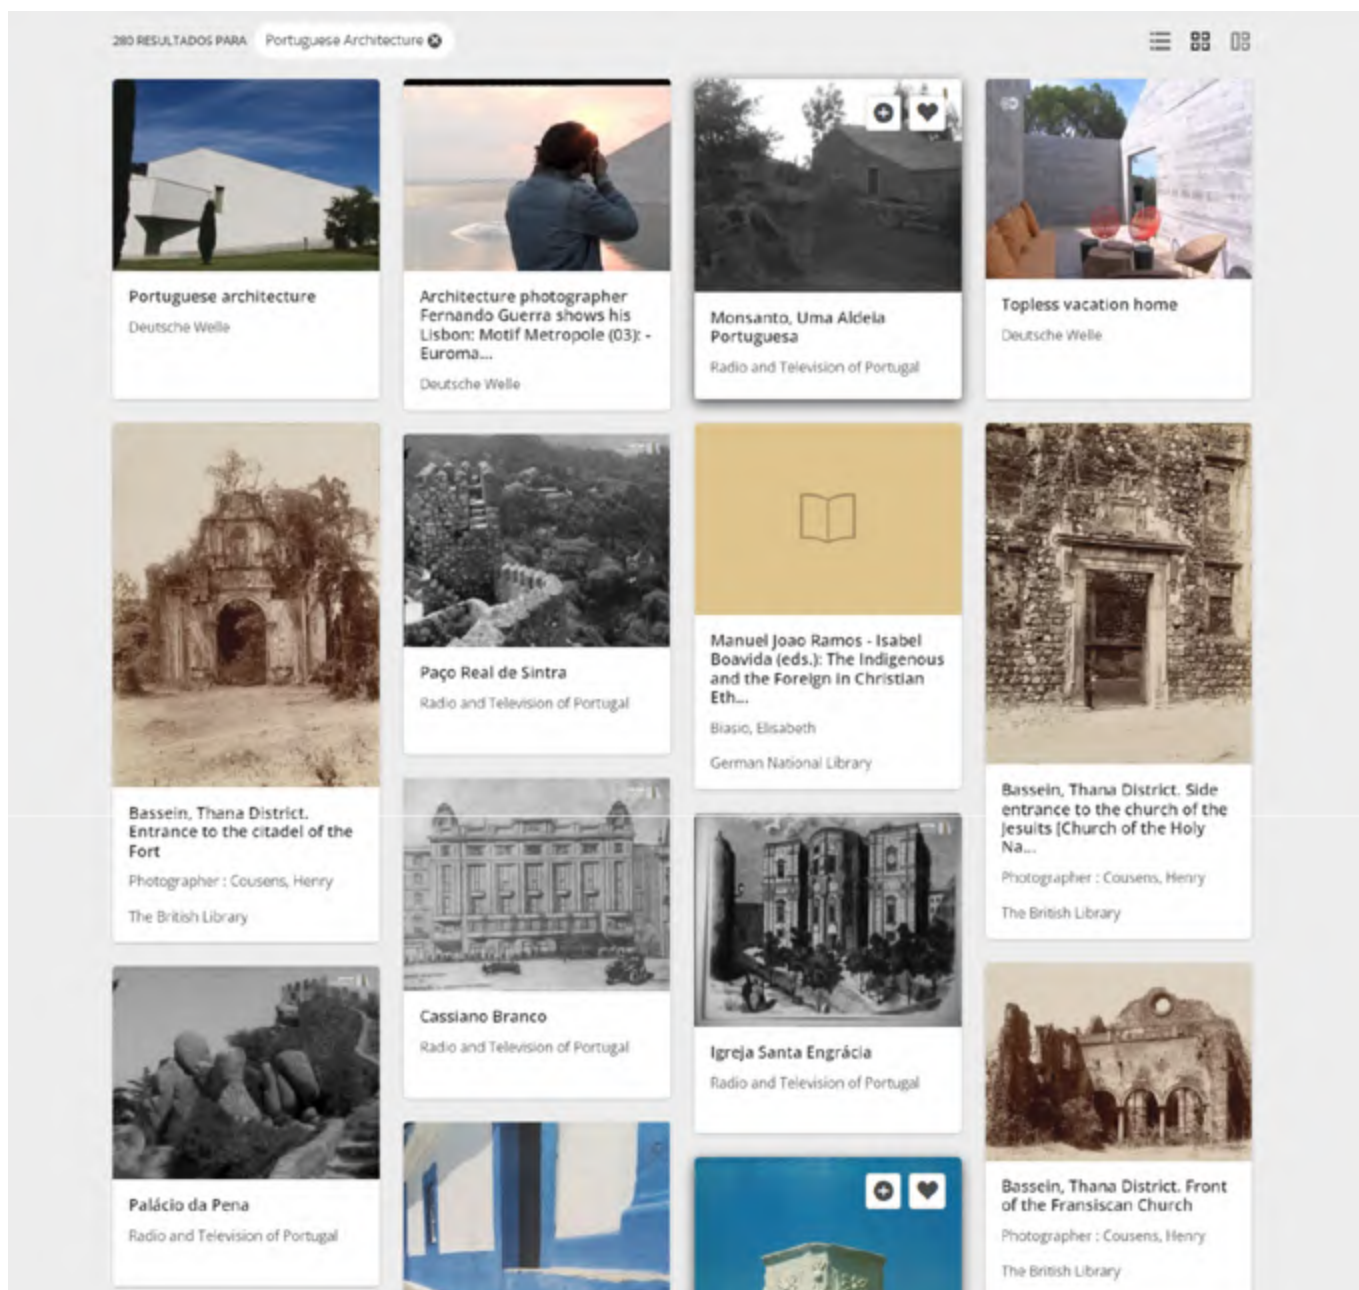 280 RESULTADOS PARA Portuguese Architecture
Portuguese architecture
Deutsche Welle
Architecture photographer
Fernando Guerra shows his
Lisbon: Motif Metropole (03): -
Euroma...
Deutsche Welle
Monsanto, Uma Aldeia
Portuguesa
Radio and Television of Portugal
Topless vacation home
Deutsche Welle
Bassein, Thana District.
Entrance to the citadel of the
Fort
Photographer : Cousens, Henry
The British Library
Paço Real de Sintra
Radio and Television of Portugal
Manuel Joao Ramos - Isabel
Boavida (eds.): The Indigenous
and the Foreign in Christian
Eth...
Biasio, Elisabeth
German National Library
Bassein, Thana District. Side
entrance to the church of the
Jesuits [Church of the Holy
Na...
Photographer : Cousens, Henry
The British Library
Palácio da Pena
Radio and Television of Portugal
Cassiano Branco
Radio and Television of Portugal
Igreja Santa Engrácia
Radio and Television of Portugal
Bassein, Thana District. Front
of the Fransiscan Church
Photographer : Cousens, Henry
The British Library